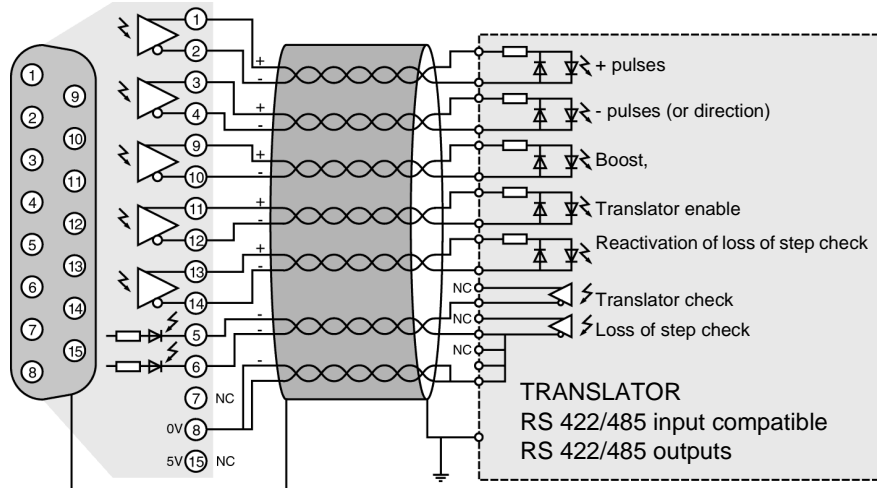 1
2
3
4
5
6
7
8
9
10
11
12
13
14
15
1
2
3
4
9
10
11
12
13
14
5
6
7 NC
0V 8
5V 15 NC
+
-
+
-
+
-
+
-
+
-
-
-
-
+ pulses
- pulses (or direction)
Boost,
Translator enable
Reactivation of loss of step check
NC
Translator check
NC
Loss of step check
NC
TRANSLATOR
RS 422/485 input compatible
RS 422/485 outputs